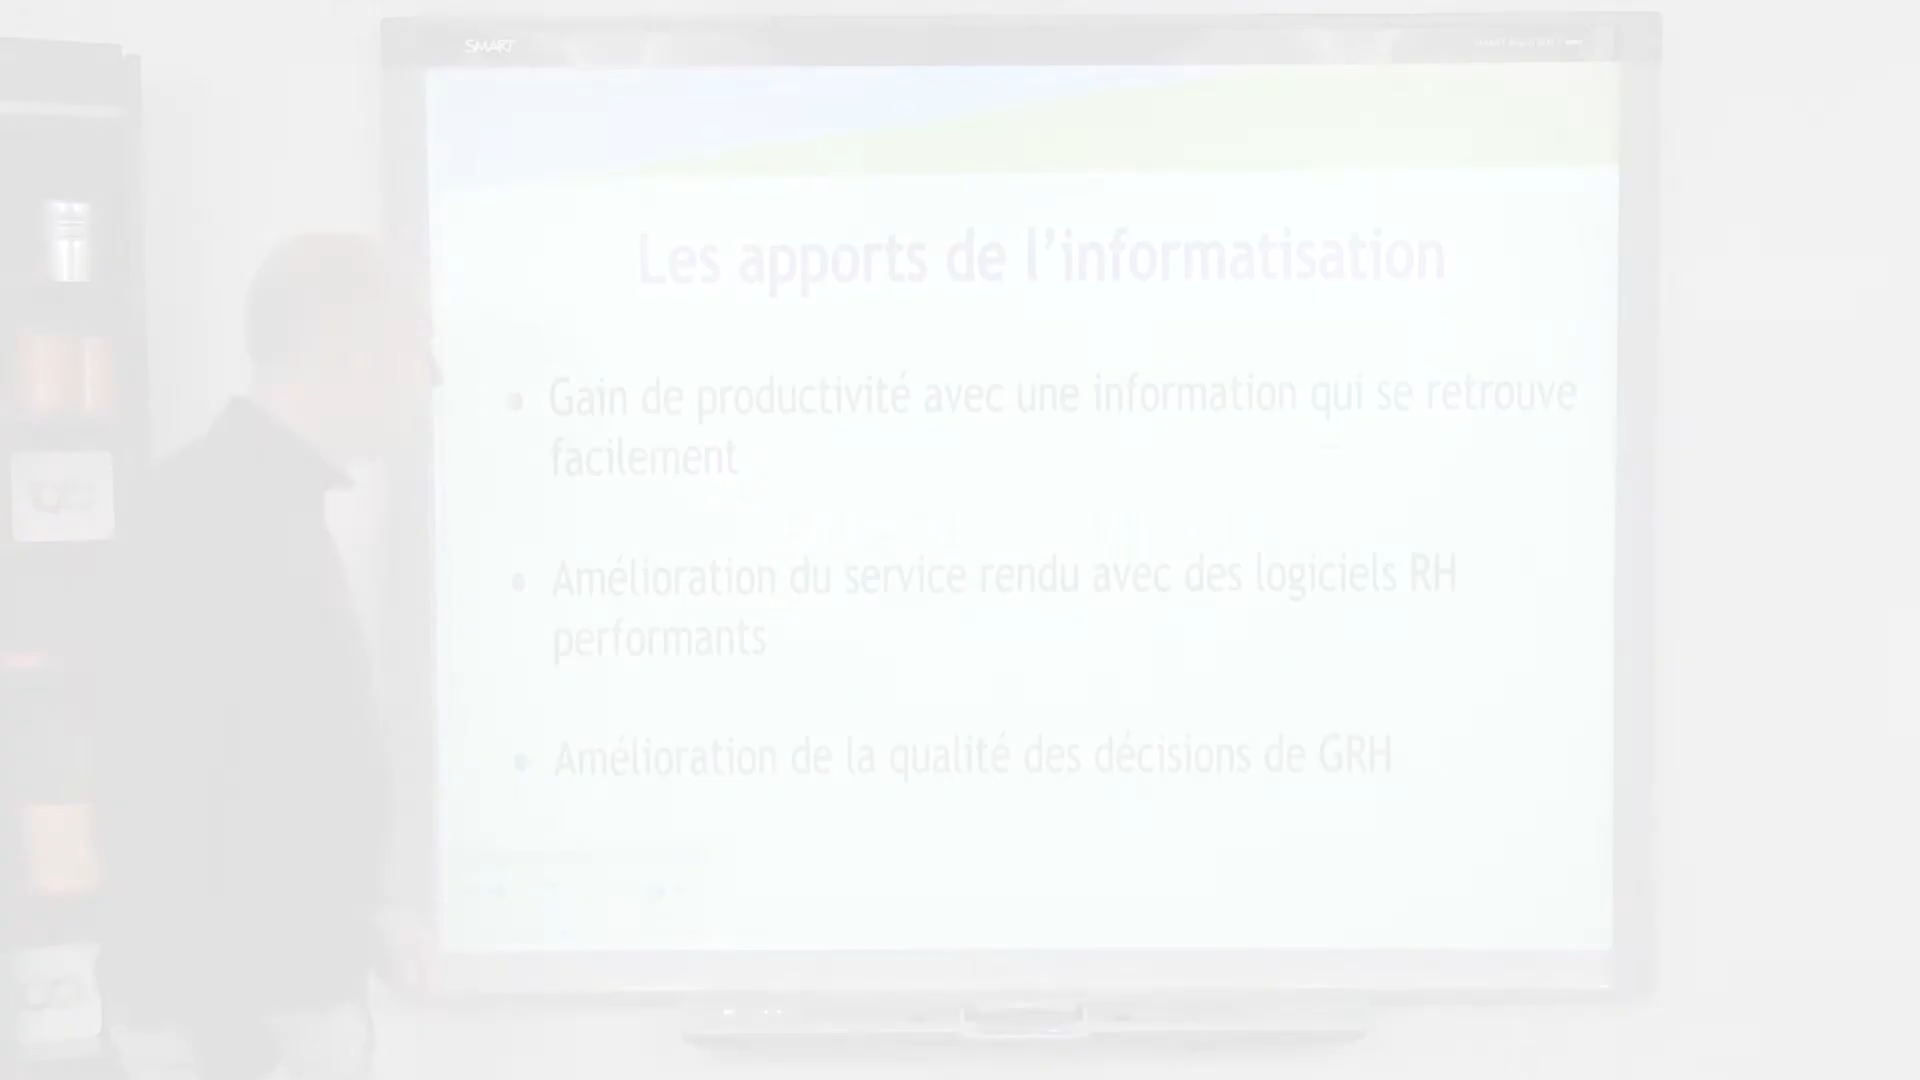 SMART
Les apports de l'informatisation
• Gain de productivité avec une information qui se retrouve
facilement
• Amélioration du service rendu avec des logiciels RH
performants
• Amélioration de la qualité des décisions de GRH